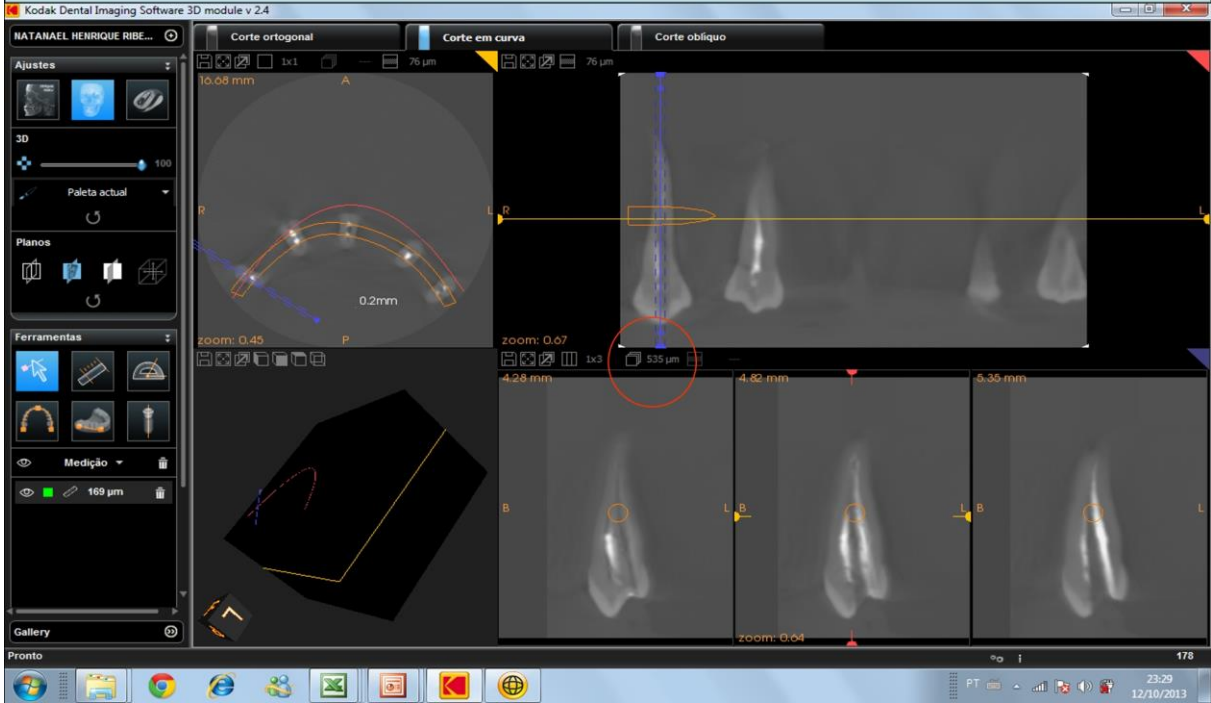 Kodak Dental Imaging Software 3D module v 2.4
NATANAEL HENRIQUE RIBE...
Corte ortogonal
Corte em curva
Corte oblíquo
Ajustes
3D
100
Paleta actual
Planos
Ferramentas
Medição
169 µm
Gallery
1x1
76 µm
16.68 mm
A
R
L
0.2mm
zoom: 0.45
P
76 µm
R
L
zoom: 0.67
1x3
535 µm
4.28 mm
B
L
4.82 mm
B
L
zoom: 0.64
5.35 mm
B
L
L
Pronto
178
PT
23:29
12/10/2013